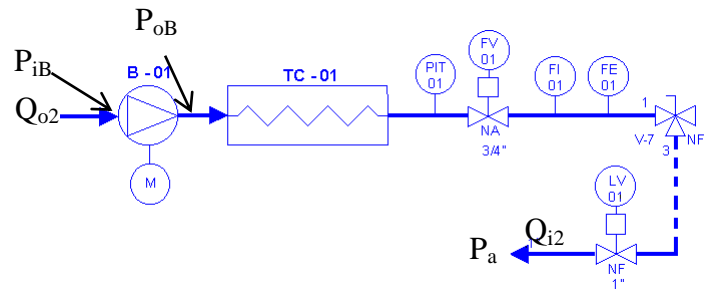 PoB
PiB
B - 01
Qo2
M
TC - 01
PIT
01
FV
01
NA
3/4"
FI
01
FE
01
1
V-7
3
NF
LV
01
Pa
Qi2
NF
1"